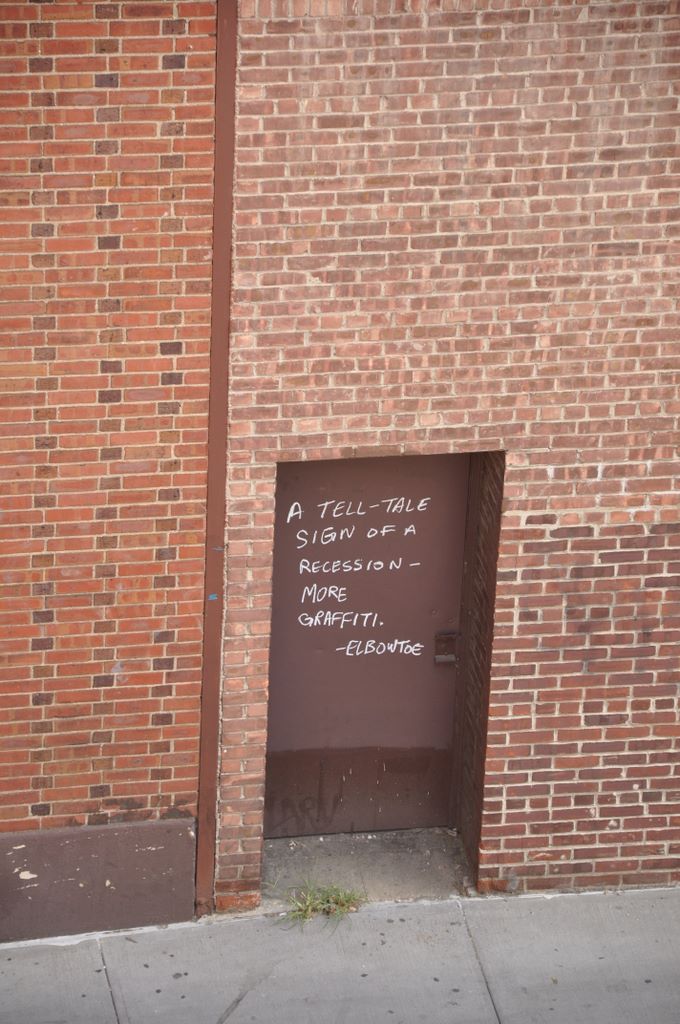 A TELL-TALE
SIGN OF A
RECESSION-
MORE
GRAFFITI.
-ELBOWTOE